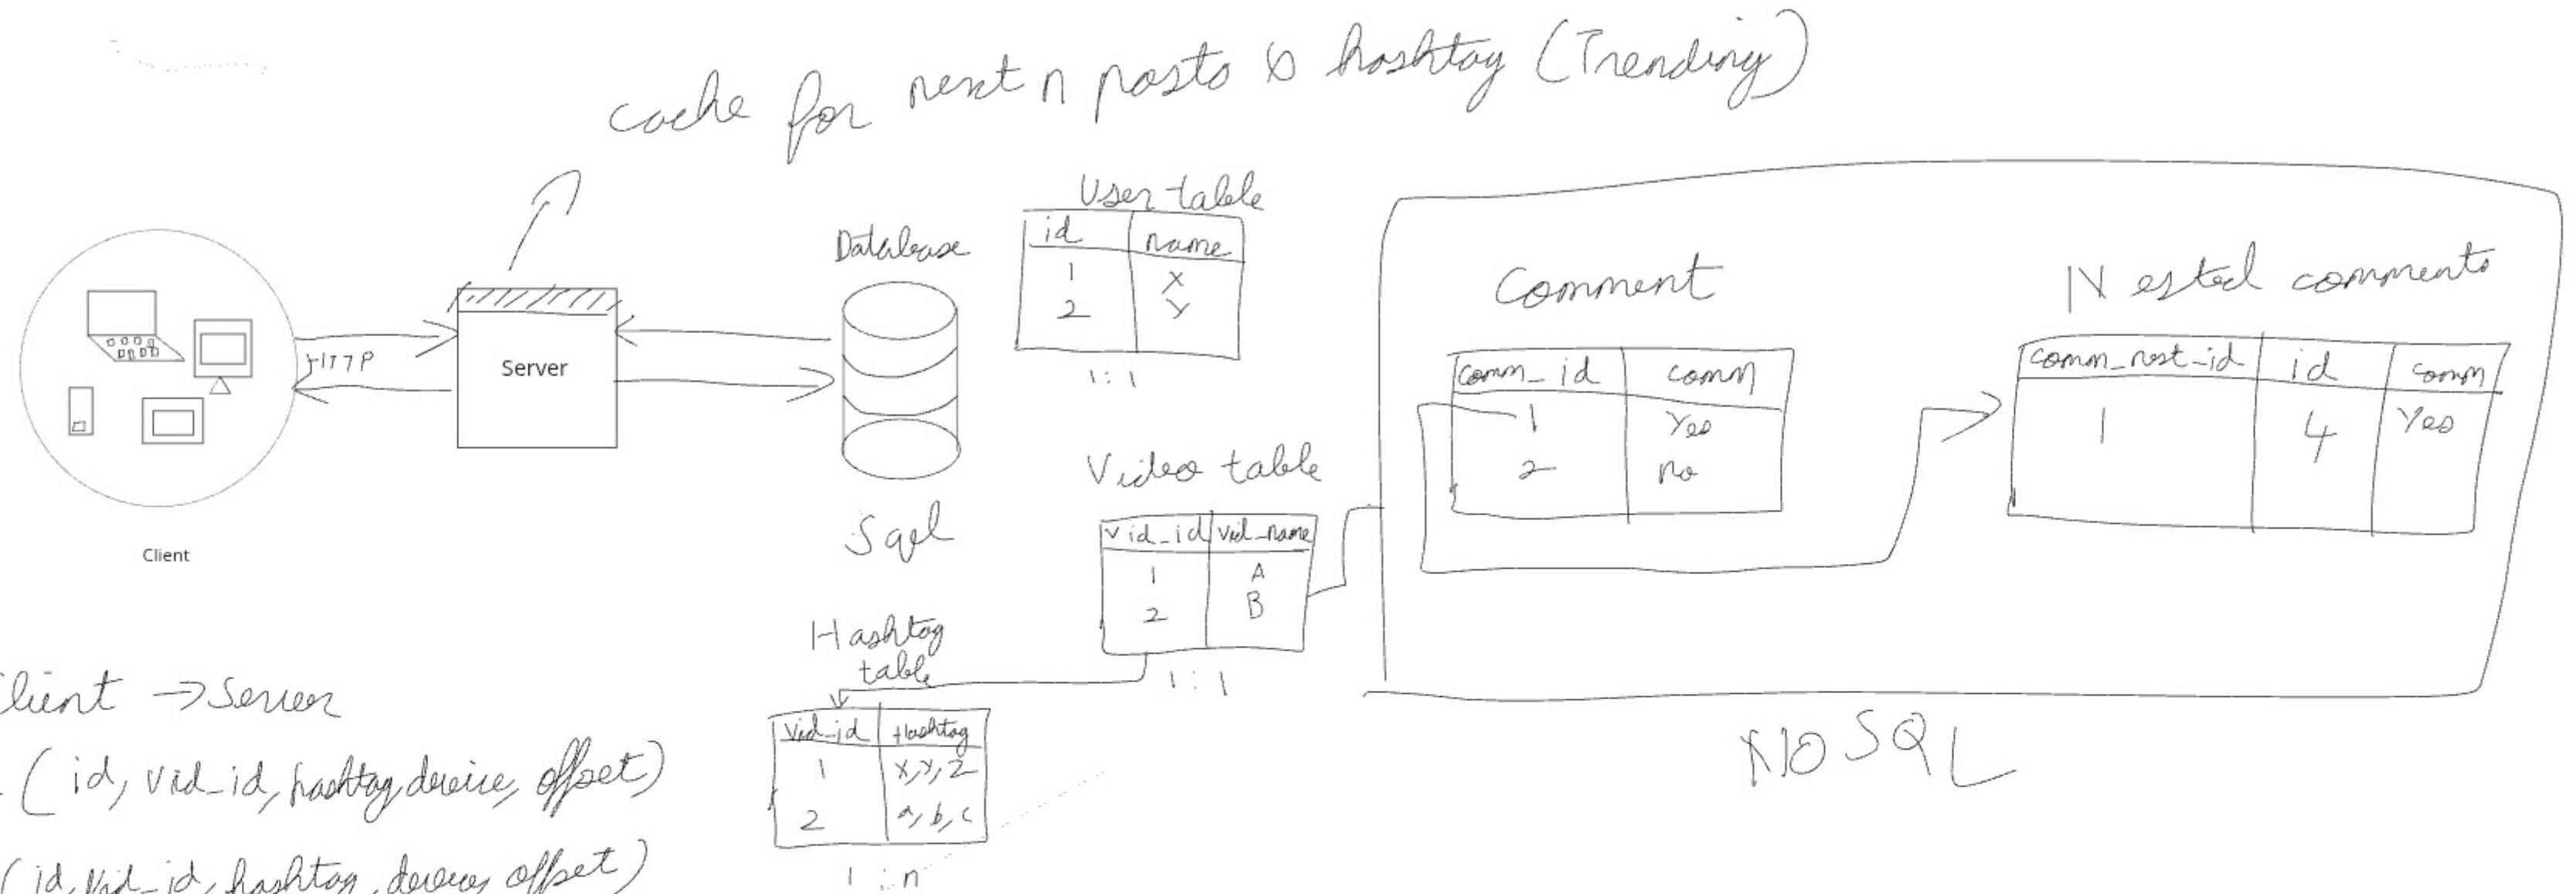 cache for next n posts & hashtag (Trending)
User table
id name
1 X
2 Y
1:1
Database
Sql
HTTP
Server
Client
Video table
vid_id vid_name
1 A
2 B
1:1
Hashtag
table
vid_id Hashtag
1 x,y,z
2 a,b,c
1:n
Comment
comm_id comm
1 Yes
2 no
Nested comments
comm_nest_id id comm
1 4 Yes
NO SQL
Client -> Server
(id, vid_id, hashtag, device, offset)
(id, vid_id, hashtag, device, offset)